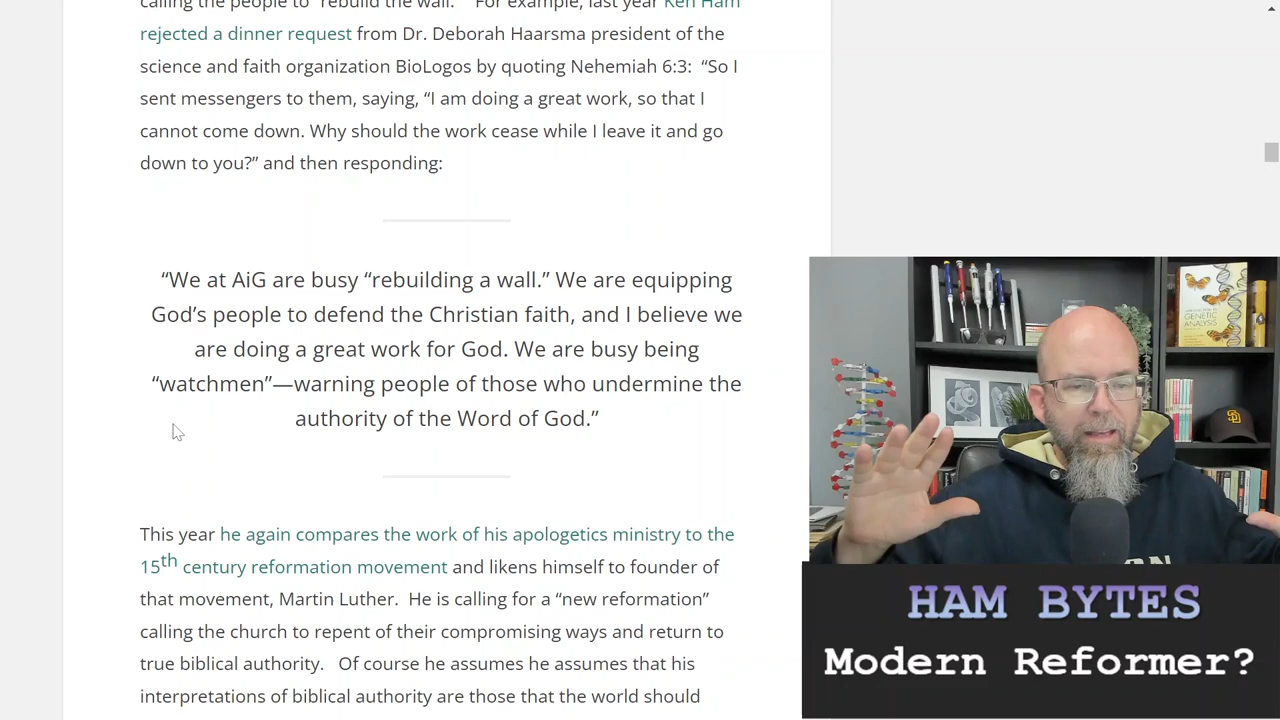 calling the people to "rebuild the wall."   For example, last year Ken Ham
rejected a dinner request from Dr. Deborah Haarsma president of the
science and faith organization BioLogos by quoting Nehemiah 6:3:  “So I
sent messengers to them, saying, “I am doing a great work, so that I
cannot come down. Why should the work cease while I leave it and go
down to you?” and then responding:
“We at AiG are busy “rebuilding a wall.” We are equipping
God’s people to defend the Christian faith, and I believe we
are doing a great work for God. We are busy being
“watchmen”—warning people of those who undermine the
authority of the Word of God.”
This year he again compares the work of his apologetics ministry to the
15th century reformation movement and likens himself to founder of
that movement, Martin Luther.  He is calling for a “new reformation”
calling the church to repent of their compromising ways and return to
true biblical authority.   Of course he assumes he assumes that his
interpretations of biblical authority are those that the world should
GENETIC
ANALYSIS
SD
HAM BYTES
Modern Reformer?